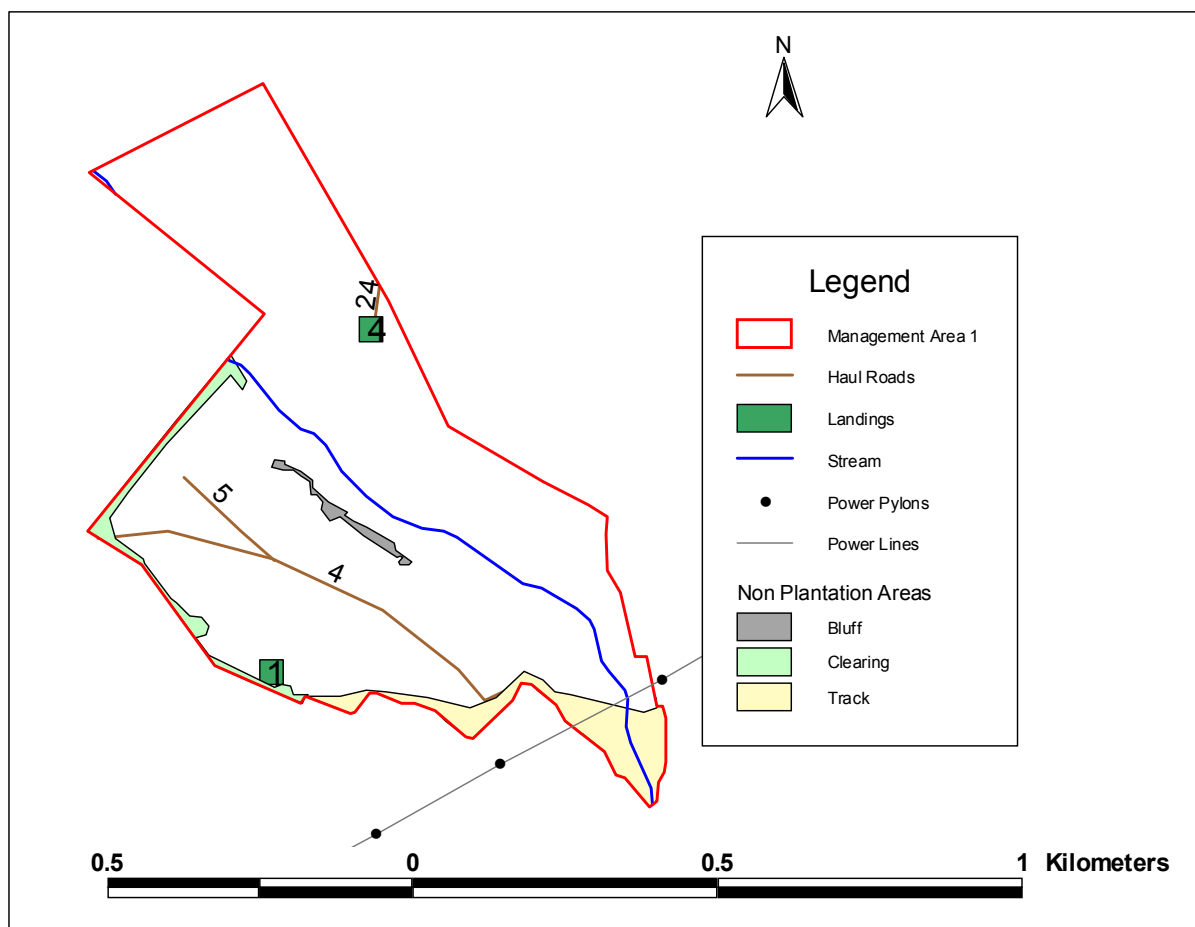 N
24
4
5
4
1
Legend
Management Area 1
Haul Roads
Landings
Stream
Power Pylons
Power Lines
Non Plantation Areas
Bluff
Clearing
Track
0.5 0 0.5 1 Kilometers